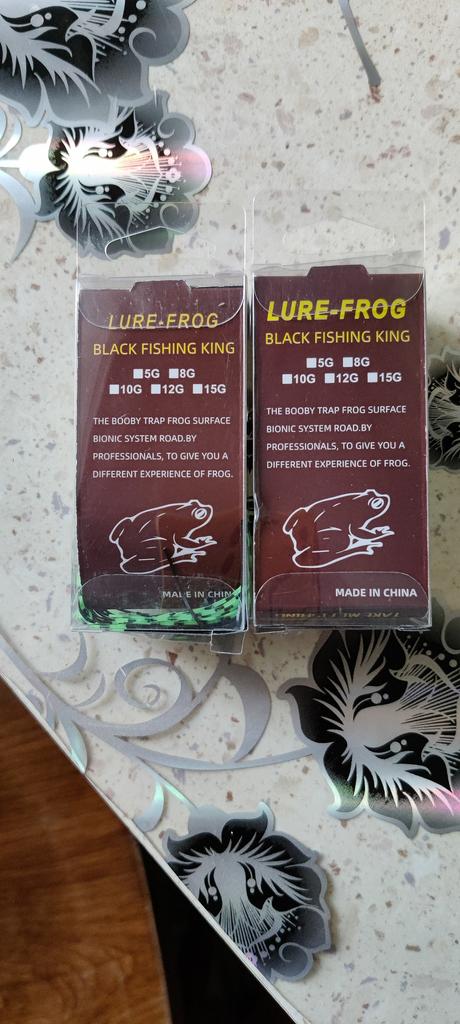 LURE-FROG
BLACK FISHING KING
5G 8G
10G 12G 15G
THE BOOBY TRAP FROG SURFACE
BIONIC SYSTEM ROAD.BY
PROFESSIONALS, TO GIVE YOU A
DIFFERENT EXPERIENCE OF FROG.
MADE IN CHINA
LURE-FROG
BLACK FISHING KING
5G 8G
10G 12G 15G
THE BOOBY TRAP FROG SURFACE
BIONIC SYSTEM ROAD.BY
PROFESSIONALS, TO GIVE YOU A
DIFFERENT EXPERIENCE OF FROG.
MADE IN CHINA